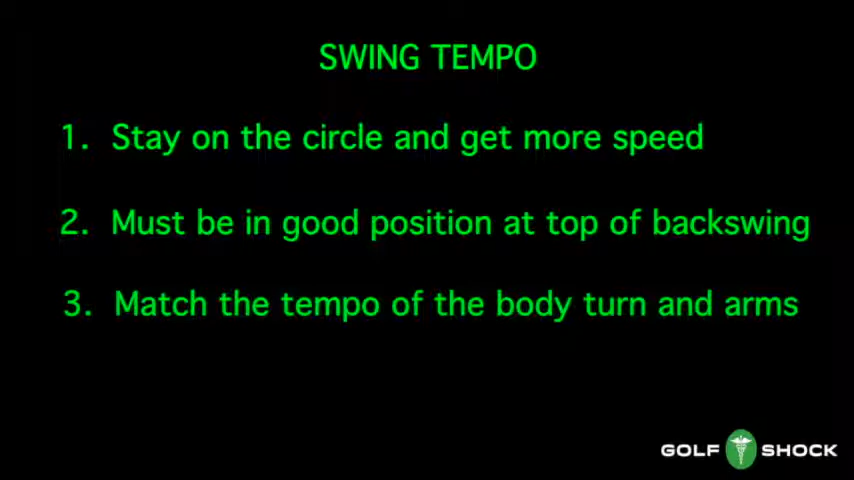 SWING TEMPO
1. Stay on the circle and get more speed
2. Must be in good position at top of backswing
3. Match the tempo of the body turn and arms
GOLF SHOCK